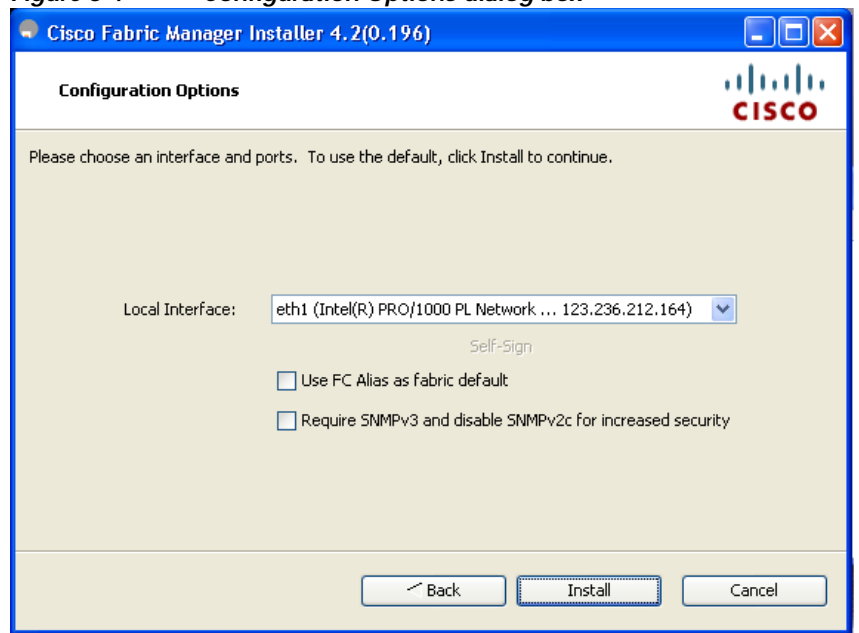 Configuration Options dialog box
Cisco Fabric Manager Installer 4.2(0.196)
Configuration Options
CISCO
Please choose an interface and ports. To use the default, click Install to continue.
Local Interface: eth1 (Intel(R) PRO/1000 PL Network ... 123.236.212.164)
Self-Sign
Use FC Alias as fabric default
Require SNMPv3 and disable SNMPv2c for increased security
Back Install Cancel